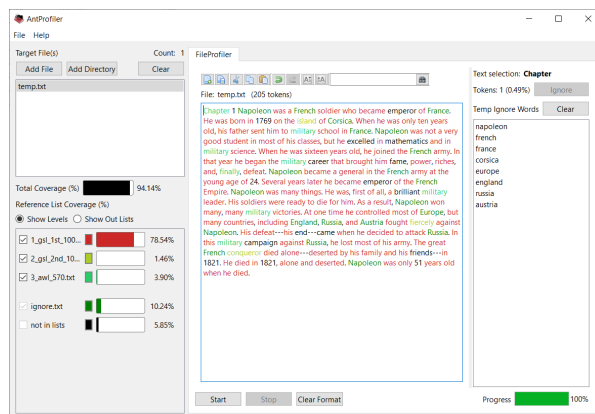 AntProfiler
File Help
Target File(s) Count: 1
Add File Add Directory Clear
temp.txt
Total Coverage (%) 94.14%
Reference List Coverage (%)
Show Levels Show Out Lists
1_gsl_1st_100... 78.54%
2_gsl_2nd_10... 1.46%
3_awl_570.txt 3.90%
ignore.txt 10.24%
not in lists 5.85%
FileProfiler
File: temp.txt (205 tokens)
Chapter 1 Napoleon was a French soldier who became emperor of France.
He was born in 1769 on the island of Corsica. When he was only ten years
old, his father sent him to military school in France. Napoleon was not a very
good student in most of his classes, but he excelled in mathematics and in
military science. When he was sixteen years old, he joined the French army. In
that year he began the military career that brought him fame, power, riches,
and, finally, defeat. Napoleon became a general in the French army at the
young age of 24. Several years later he became emperor of the French
Empire. Napoleon was many things. He was, first of all, a brilliant military
leader. His soldiers were ready to die for him. As a result, Napoleon won
many, many military victories. At one time he controlled most of Europe, but
many countries, including England, Russia, and Austria fought fiercely against
Napoleon. His defeat---his end---came when he decided to attack Russia. In
this military campaign against Russia, he lost most of his army. The great
French conqueror died alone---deserted by his family and his friends---in
1821. He died in 1821, alone and deserted. Napoleon was only 51 years old
when he died.
Start Stop Clear Format
Text selection: Chapter
Tokens: 1 (0.49%) Ignore
Temp Ignore Words Clear
napoleon
french
france
corsica
europe
england
russia
austria
Progress 100%